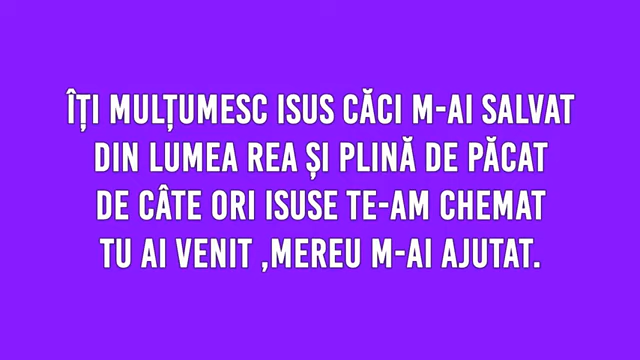 ÎȚI MULȚUMESC ISUS CĂCI M-AI SALVAT
DIN LUMEA REA ȘI PLINĂ DE PĂCAT
DE CÂTE ORI ISUSE TE-AM CHEMAT
TU AI VENIT ,MEREU M-AI AJUTAT.